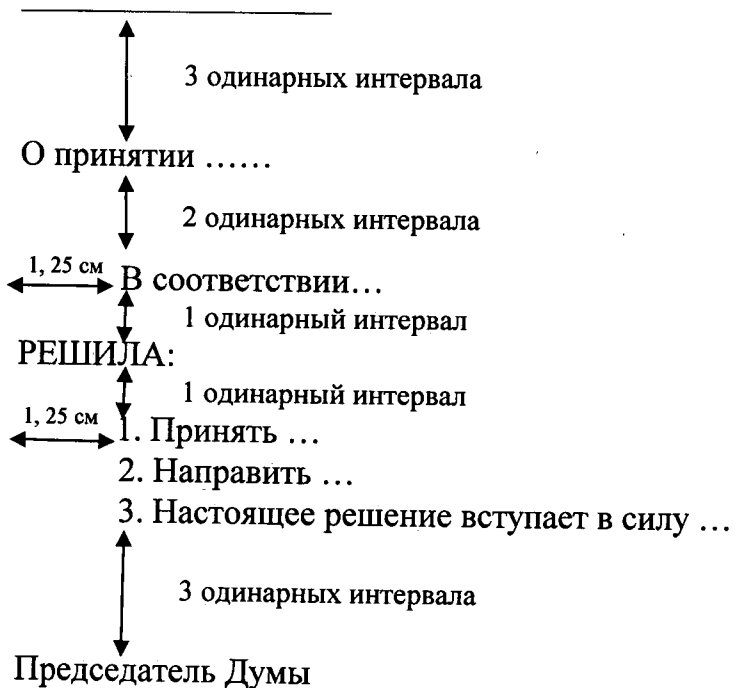 3 одинарных интервала
О принятии ......
2 одинарных интервала
1, 25 см В соответствии...
1 одинарный интервал
РЕШИЛА:
1 одинарный интервал
1, 25 см 1. Принять ...
2. Направить ...
3. Настоящее решение вступает в силу ...
3 одинарных интервала
Председатель Думы